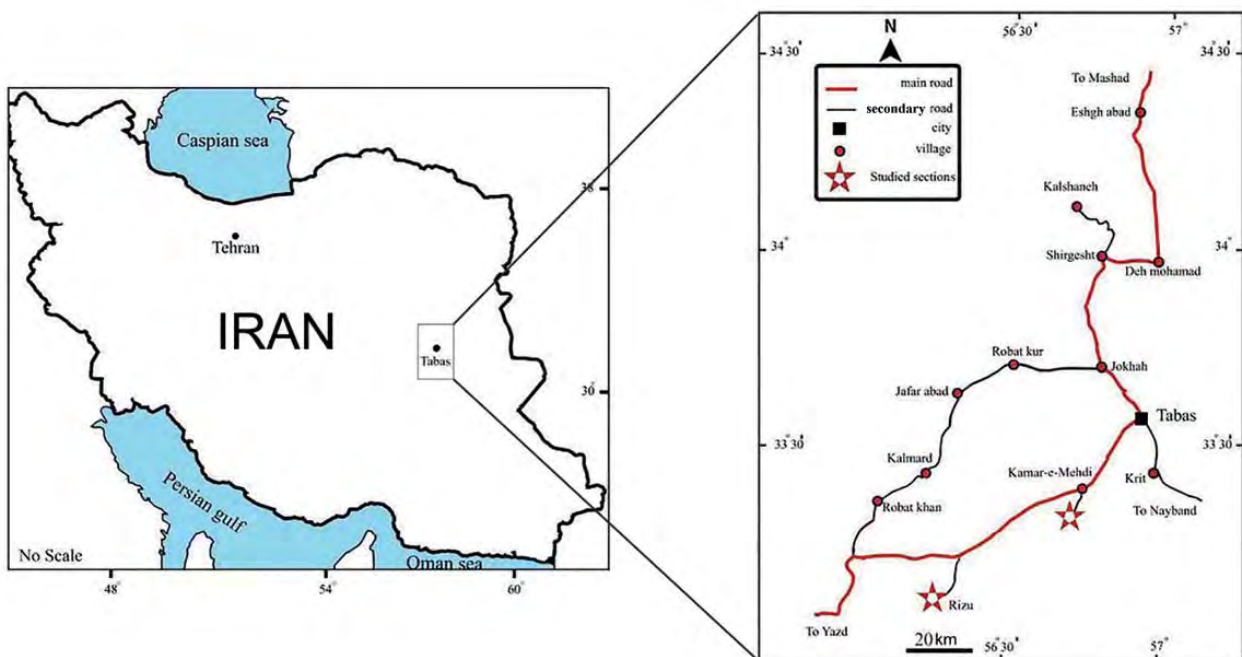 Caspian sea
Tehran
IRAN
Tabas
Persian gulf
Oman sea
No Scale
48°
54°
60°
30°
N
main road
secondary road
city
village
Studied sections
56°30'
57°
34°30'
34°30'
To Mashad
Eshgh abad
Kalshaneh
34°
34°
Shirgesht
Deh mohamad
Robat kur
Jokhah
Jafar abad
Tabas
33°30'
33°30'
Kalmard
Kamar-e-Mehdi
Krit
Robat khan
To Nayband
Rizu
To Yazd
20km
56°30'
57°